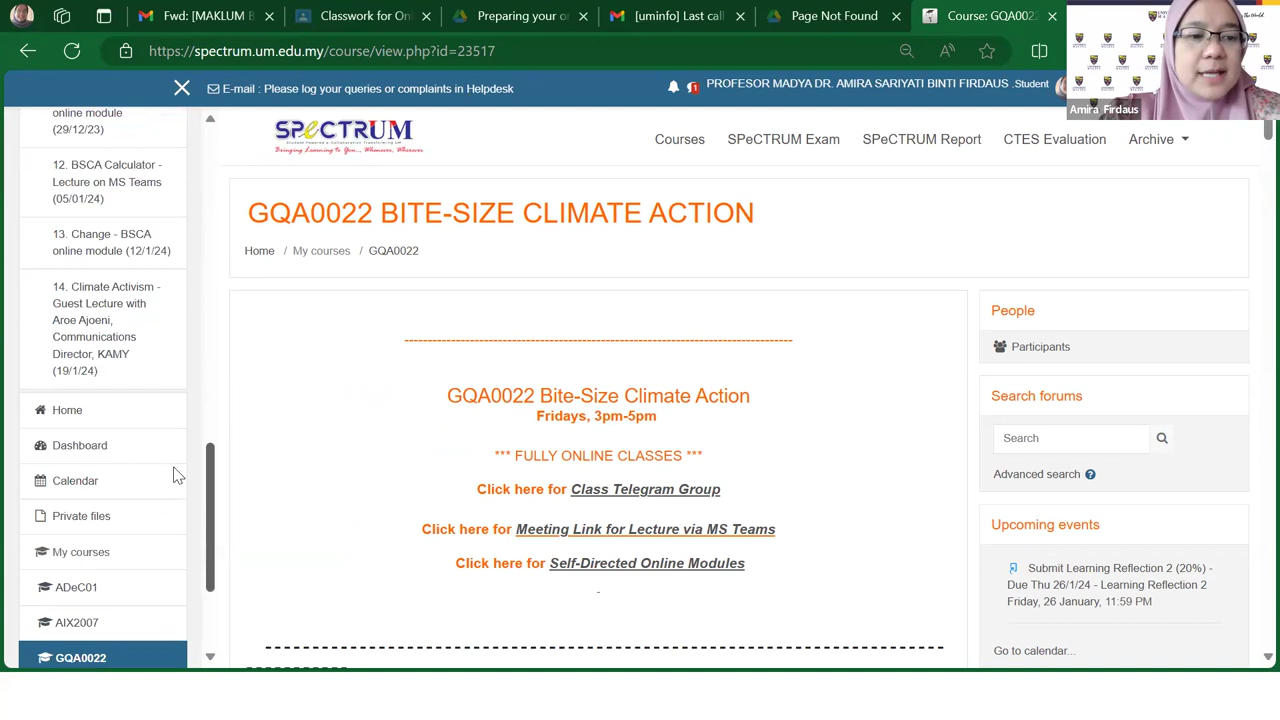 Fwd: [MAKLUM B
Classwork for Onl
Preparing your o
[uminfo] Last call
Page Not Found
Course: GQA0022
https://spectrum.um.edu.my/course/view.php?id=23517
E-mail : Please log your queries or complaints in Helpdesk
1
PROFESOR MADYA DR. AMIRA SARIYATI BINTI FIRDAUS .Student
Amira Firdaus
SPeCTRUM
Bringing Learning to You... Whenever, Wherever
Courses
SPeCTRUM Exam
SPeCTRUM Report
CTES Evaluation
Archive
online module
(29/12/23)
12. BSCA Calculator -
Lecture on MS Teams
(05/01/24)
13. Change - BSCA
online module (12/1/24)
14. Climate Activism -
Guest Lecture with
Aroe Ajoeni,
Communications
Director, KAMY
(19/1/24)
Home
Dashboard
Calendar
Private files
My courses
ADeC01
AIX2007
GQA0022
GQA0022 BITE-SIZE CLIMATE ACTION
Home / My courses / GQA0022
GQA0022 Bite-Size Climate Action
Fridays, 3pm-5pm
*** FULLY ONLINE CLASSES ***
Click here for Class Telegram Group
Click here for Meeting Link for Lecture via MS Teams
Click here for Self-Directed Online Modules
-
People
Participants
Search forums
Search
Advanced search ?
Upcoming events
Submit Learning Reflection 2 (20%) -
Due Thu 26/1/24 - Learning Reflection 2
Friday, 26 January, 11:59 PM
Go to calendar...